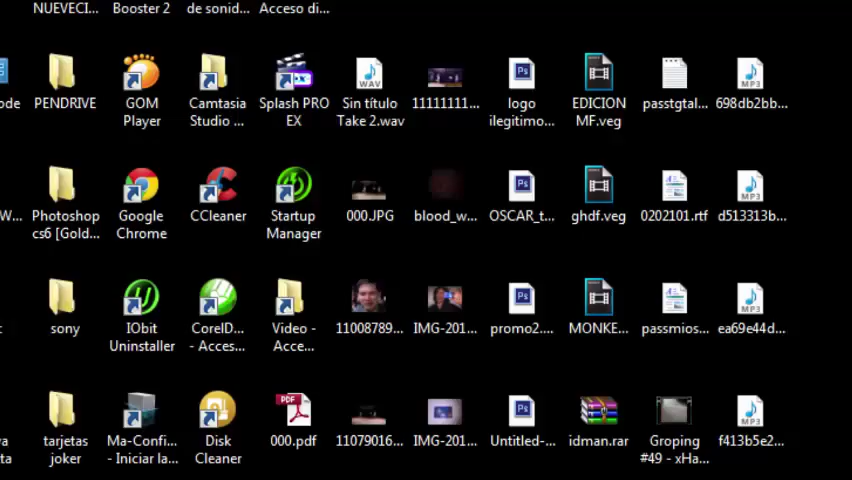 NUEVECI... Booster 2 de sonid... Acceso di...
ode PENDRIVE GOM Camtasia Splash PRO Sin título 11111111... logo EDICION passtgtal... 698db2bb...
Player Studio ... EX Take 2.wav ilegitimo... MF.veg
W... Photoshop Google CCleaner Startup 000.JPG blood_w... OSCAR_t... ghdf.veg 0202101.rtf d513313b...
cs6 [Gold... Chrome Manager
sony IObit CorelD... Video - 11008789... IMG-201... promo2.... MONKE... passmios... ea69e44d...
Uninstaller - Acces... Acce...
tarjetas Ma-Confi... Disk 000.pdf 11079016... IMG-201... Untitled-... idman.rar Groping f413b5e2...
ta joker - Iniciar la... Cleaner #49 - xHa...